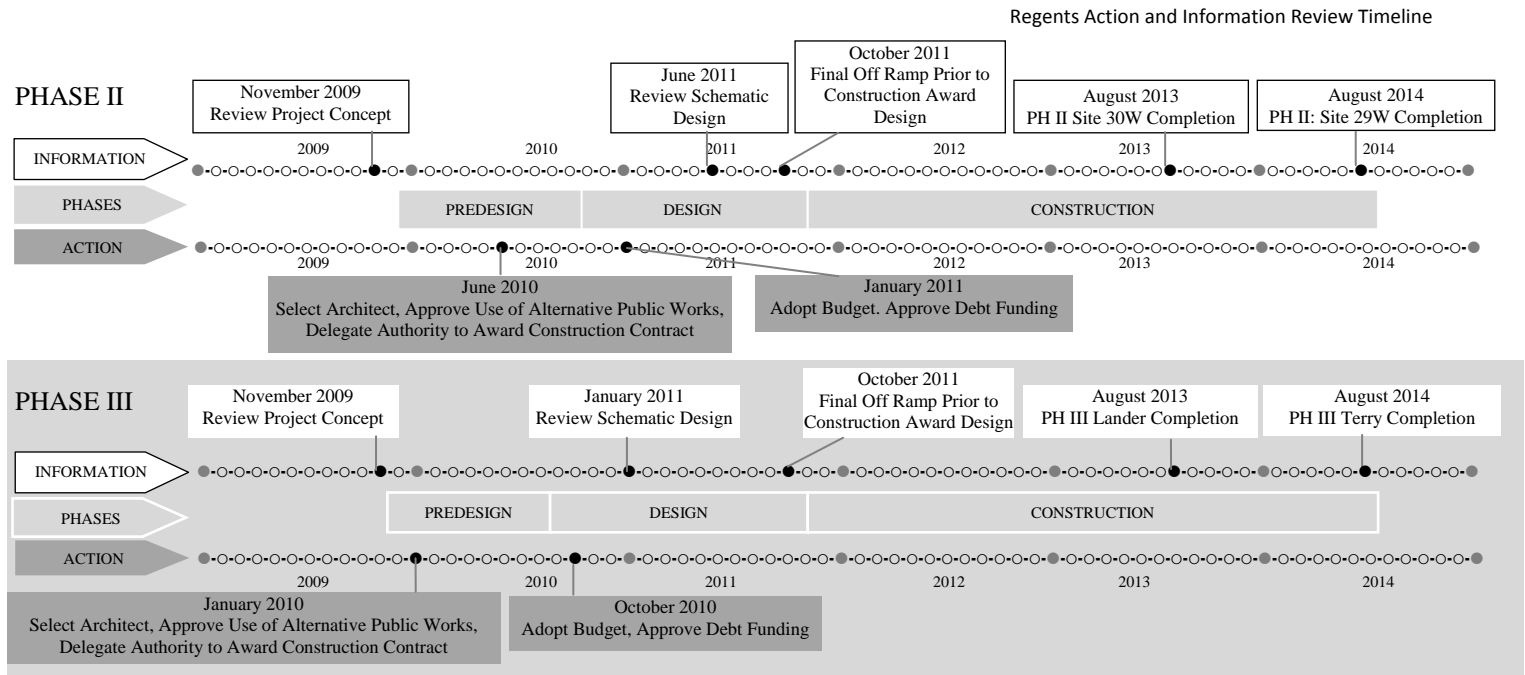 Regents Action and Information Review Timeline
PHASE II
November 2009
Review Project Concept
June 2011
Review Schematic
Design
October 2011
Final Off Ramp Prior to
Construction Award
Design
August 2013
PH II Site 30W Completion
August 2014
PH II: Site 29W Completion
INFORMATION
2009 2010 2011 2012 2013 2014
PHASES
PREDESIGN DESIGN CONSTRUCTION
ACTION
2009 2010 2011 2012 2013 2014
June 2010
Select Architect, Approve Use of Alternative Public Works,
Delegate Authority to Award Construction Contract
January 2011
Adopt Budget. Approve Debt Funding
PHASE III
November 2009
Review Project Concept
January 2011
Review Schematic Design
October 2011
Final Off Ramp Prior to
Construction Award Design
August 2013
PH III Lander Completion
August 2014
PH III Terry Completion
INFORMATION
PHASES
PREDESIGN DESIGN CONSTRUCTION
ACTION
2009 2010 2011 2012 2013 2014
January 2010
Select Architect, Approve Use of Alternative Public Works,
Delegate Authority to Award Construction Contract
October 2010
Adopt Budget, Approve Debt Funding